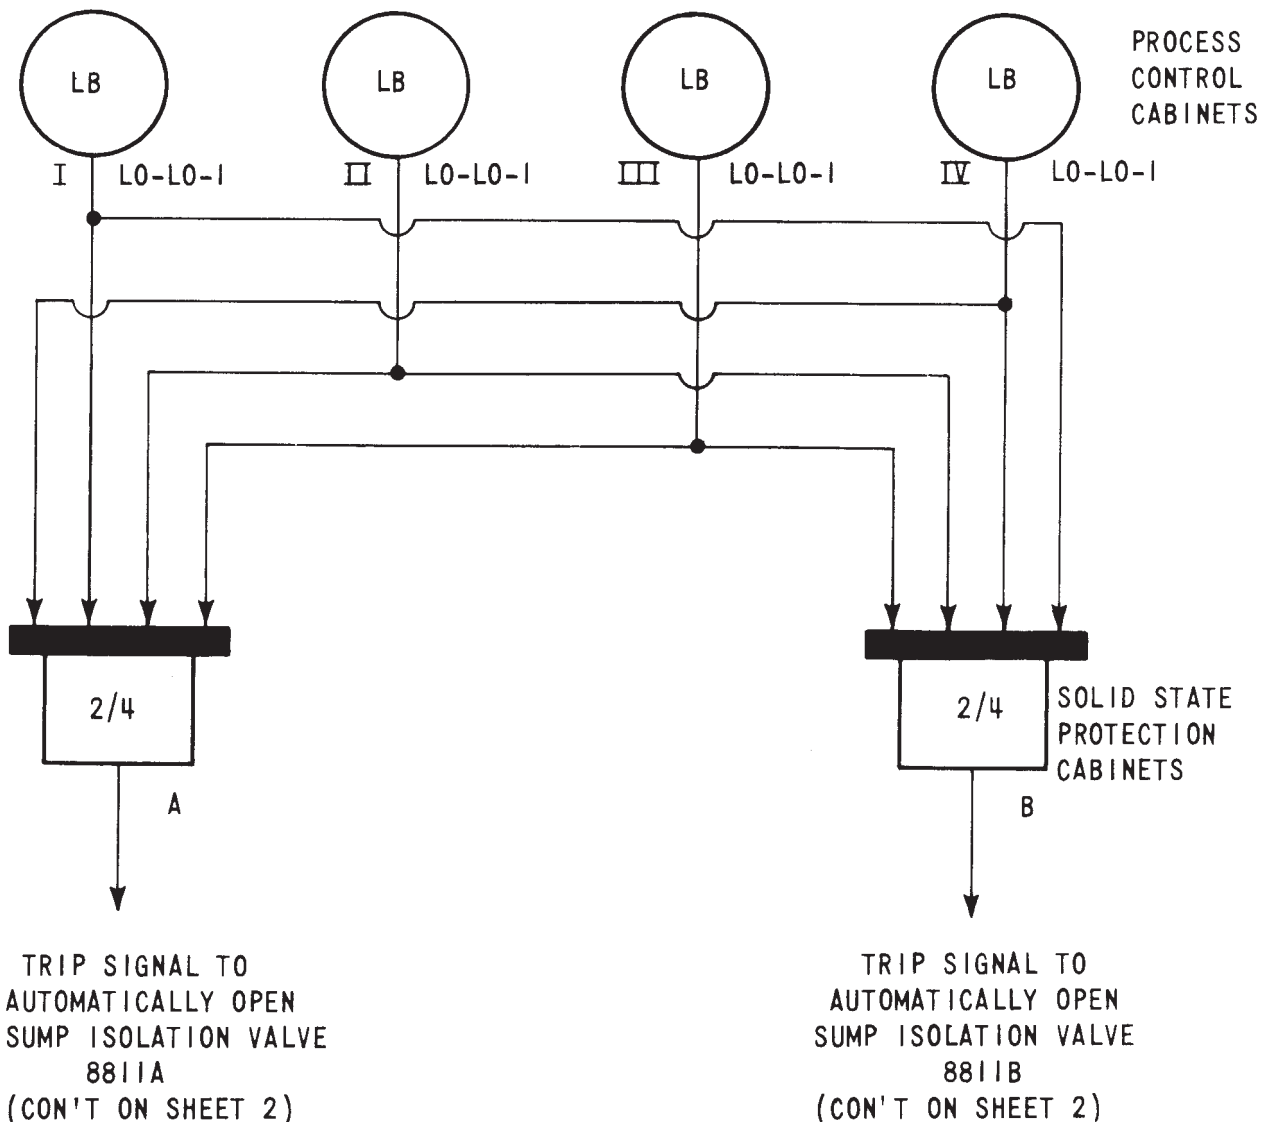 LB
LB
LB
LB
PROCESS
CONTROL
CABINETS
I LO-LO-1
II LO-LO-1
III LO-LO-1
IV LO-LO-1
2/4
2/4
SOLID STATE
PROTECTION
CABINETS
A
B
TRIP SIGNAL TO
AUTOMATICALLY OPEN
SUMP ISOLATION VALVE
8811A
(CON'T ON SHEET 2)
TRIP SIGNAL TO
AUTOMATICALLY OPEN
SUMP ISOLATION VALVE
8811B
(CON'T ON SHEET 2)